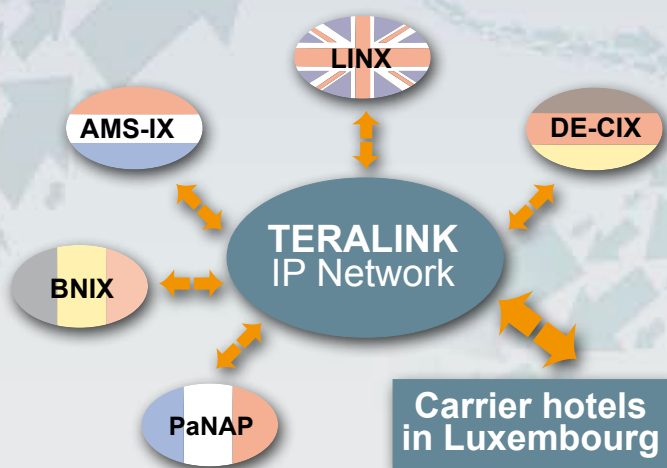 LINX
AMS-IX
DE-CIX
TERALINK
IP Network
BNIX
PaNAP
Carrier hotels
in Luxembourg